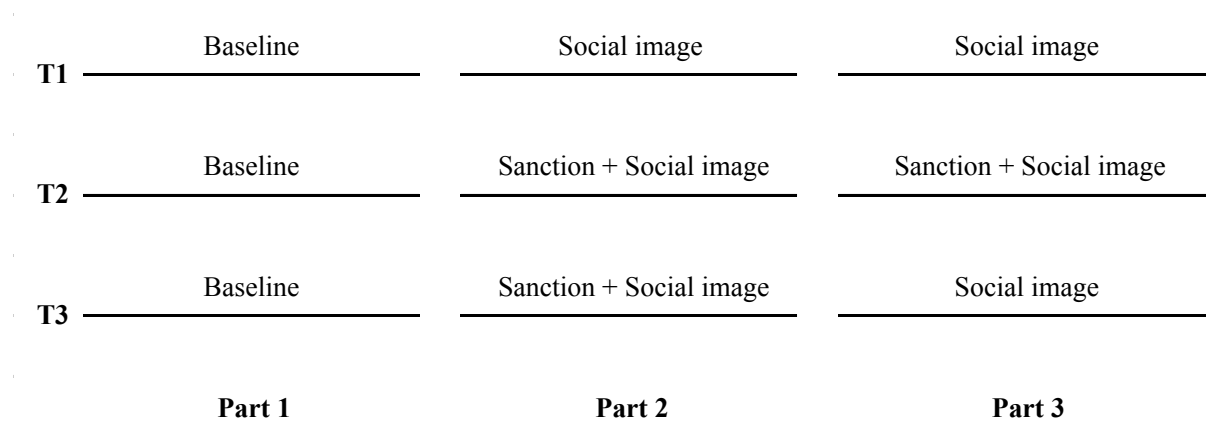 Baseline Social image Social image
T1
Baseline Sanction + Social image Sanction + Social image
T2
Baseline Sanction + Social image Social image
T3
Part 1 Part 2 Part 3